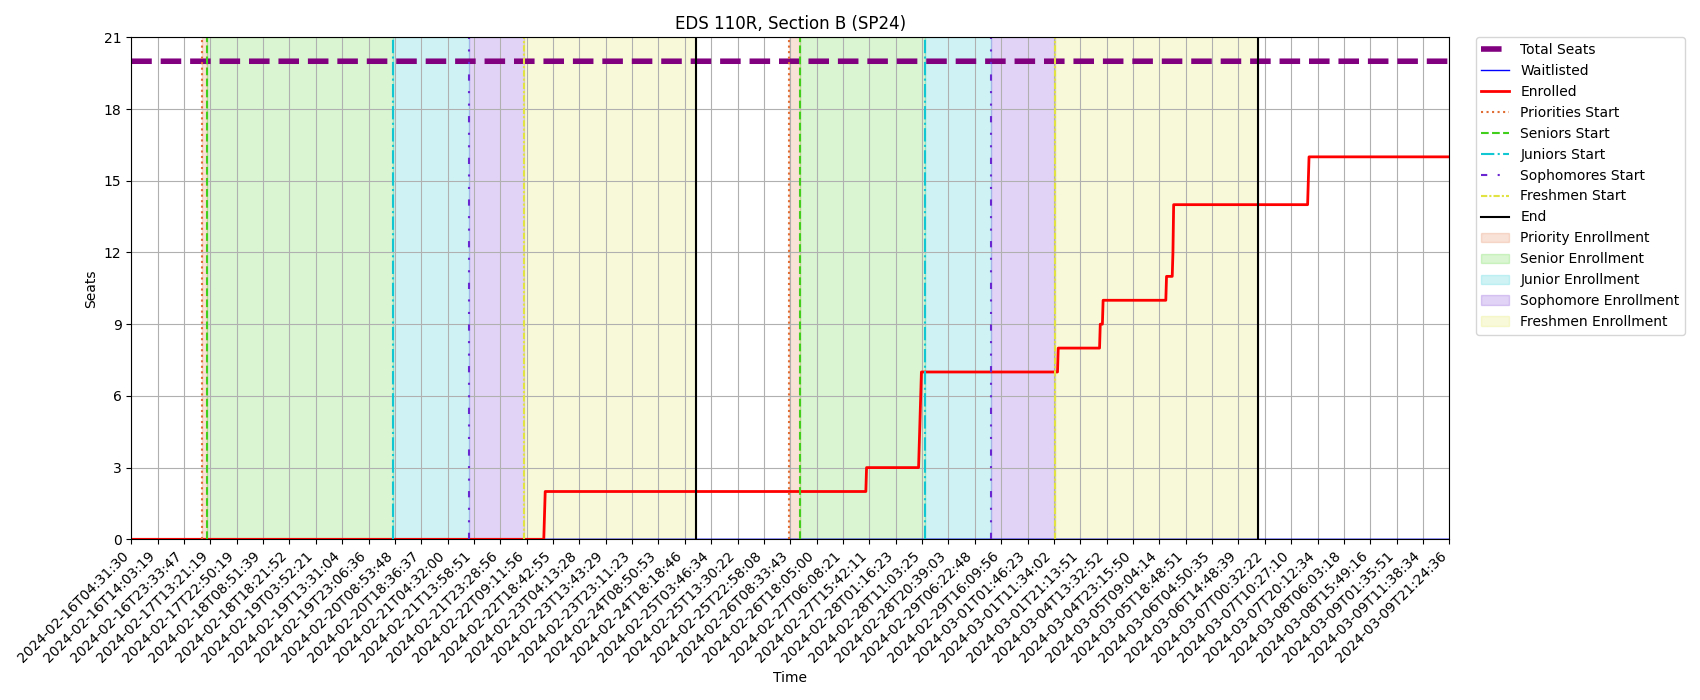 EDS 110R, Section B (SP24)
21
18
15
12
9
6
3
0
Seats
2024-02-16T04:31:30
2024-02-16T14:03:19
2024-02-16T23:33:47
2024-02-17T13:21:19
2024-02-17T22:50:19
2024-02-18T08:51:39
2024-02-18T18:21:52
2024-02-19T03:52:21
2024-02-19T13:31:04
2024-02-19T23:06:36
2024-02-20T08:53:48
2024-02-20T18:36:37
2024-02-21T04:32:00
2024-02-21T13:58:51
2024-02-21T23:28:56
2024-02-22T09:11:56
2024-02-22T18:42:55
2024-02-23T04:13:28
2024-02-23T13:43:29
2024-02-23T23:11:23
2024-02-24T08:50:53
2024-02-24T18:18:46
2024-02-25T03:46:34
2024-02-25T13:30:22
2024-02-25T22:58:08
2024-02-26T08:33:43
2024-02-26T18:05:00
2024-02-27T06:08:21
2024-02-27T15:42:11
2024-02-28T01:16:23
2024-02-28T11:03:25
2024-02-28T20:39:03
2024-02-29T06:22:48
2024-02-29T16:09:56
2024-03-01T01:46:23
2024-03-01T11:34:02
2024-03-01T21:13:51
2024-03-04T18:32:52
2024-03-04T23:15:50
2024-03-05T09:04:14
2024-03-05T18:48:51
2024-03-06T04:50:35
2024-03-06T14:48:39
2024-03-07T00:32:22
2024-03-07T10:27:10
2024-03-07T20:12:34
2024-03-08T06:03:18
2024-03-08T15:49:16
2024-03-09T01:35:51
2024-03-09T11:38:34
2024-03-09T21:24:36
Time
Total Seats
Waitlisted
Enrolled
Priorities Start
Seniors Start
Juniors Start
Sophomores Start
Freshmen Start
End
Priority Enrollment
Senior Enrollment
Junior Enrollment
Sophomore Enrollment
Freshmen Enrollment